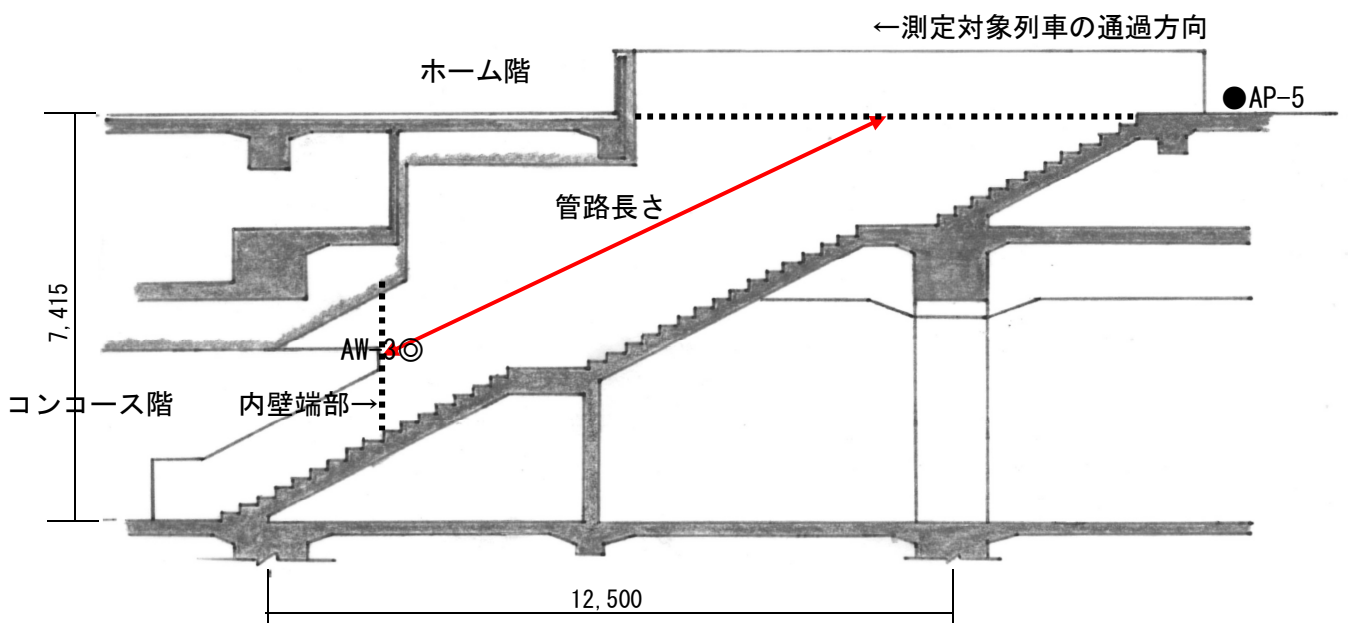 ←測定対象列車の通過方向
ホーム階
●AP-5
管路長さ
7,415
AW-3◎
コンコース階
内壁端部→
12,500